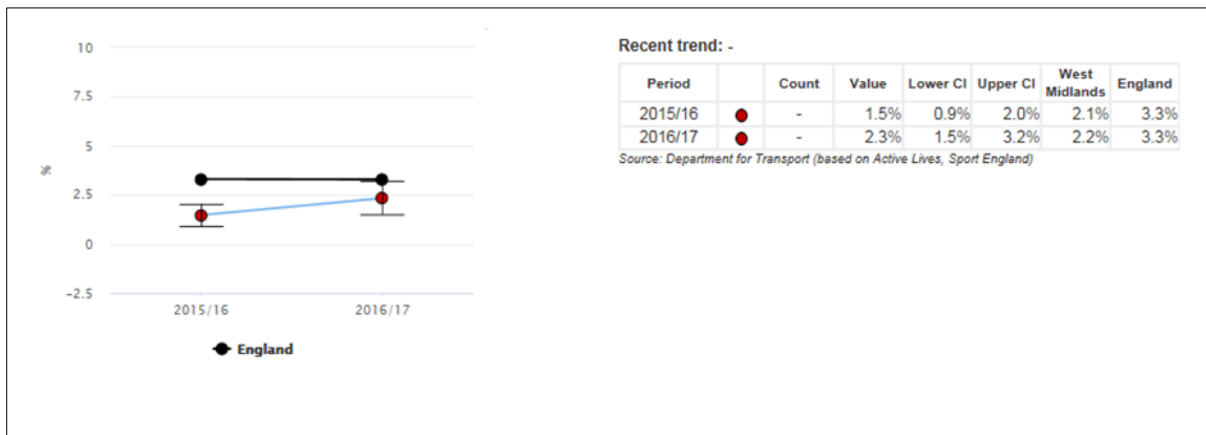 10
7.5
5
2.5
0
−2.5
%
2015/16 2016/17
England
Recent trend: -
Period Count Value Lower CI Upper CI West Midlands England
2015/16 - 1.5% 0.9% 2.0% 2.1% 3.3%
2016/17 - 2.3% 1.5% 3.2% 2.2% 3.3%
Source: Department for Transport (based on Active Lives, Sport England)